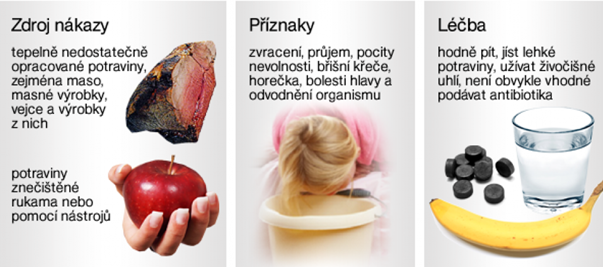 Zdroj nákazy
tepelně nedostatečně
opracované potraviny,
zejména maso,
masné výrobky,
vejce a výrobky
z nich
potraviny
znečištěné
rukama nebo
pomocí nástrojů
Příznaky
zvracení, průjem, pocity
nevolnosti, břišní křeče,
horečka, bolesti hlavy a
odvodnění organismu
Léčba
hodně pít, jíst lehké
potraviny, užívat živočišné
uhlí, není obvykle vhodné
podávat antibiotika